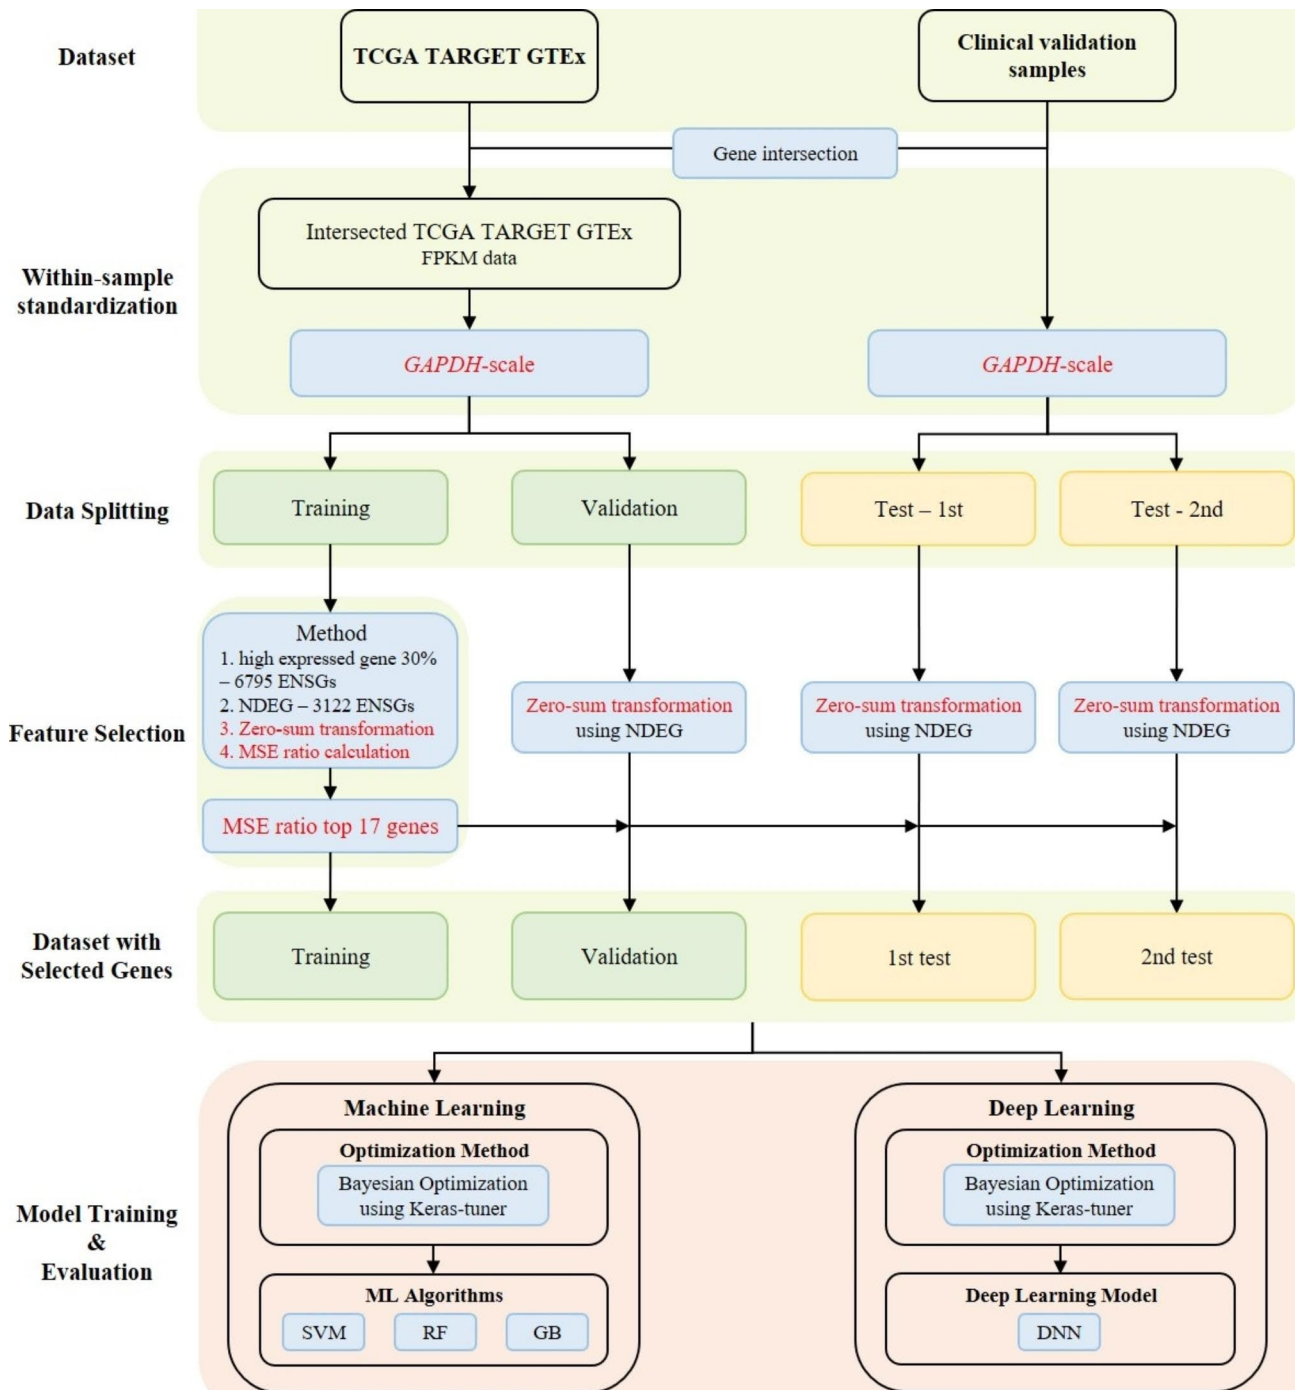 Dataset
TCGA TARGET GTEx
Clinical validation
samples
Gene intersection
Within-sample
standardization
Intersected TCGA TARGET GTEx
FPKM data
GAPDH-scale
GAPDH-scale
Data Splitting
Training
Validation
Test – 1st
Test - 2nd
Feature Selection
Method
1. high expressed gene 30%
– 6795 ENSGs
2. NDEG – 3122 ENSGs
3. Zero-sum transformation
4. MSE ratio calculation
Zero-sum transformation
using NDEG
Zero-sum transformation
using NDEG
Zero-sum transformation
using NDEG
MSE ratio top 17 genes
Dataset with
Selected Genes
Training
Validation
1st test
2nd test
Model Training
&
Evaluation
Machine Learning
Optimization Method
Bayesian Optimization
using Keras-tuner
ML Algorithms
SVM
RF
GB
Deep Learning
Optimization Method
Bayesian Optimization
using Keras-tuner
Deep Learning Model
DNN